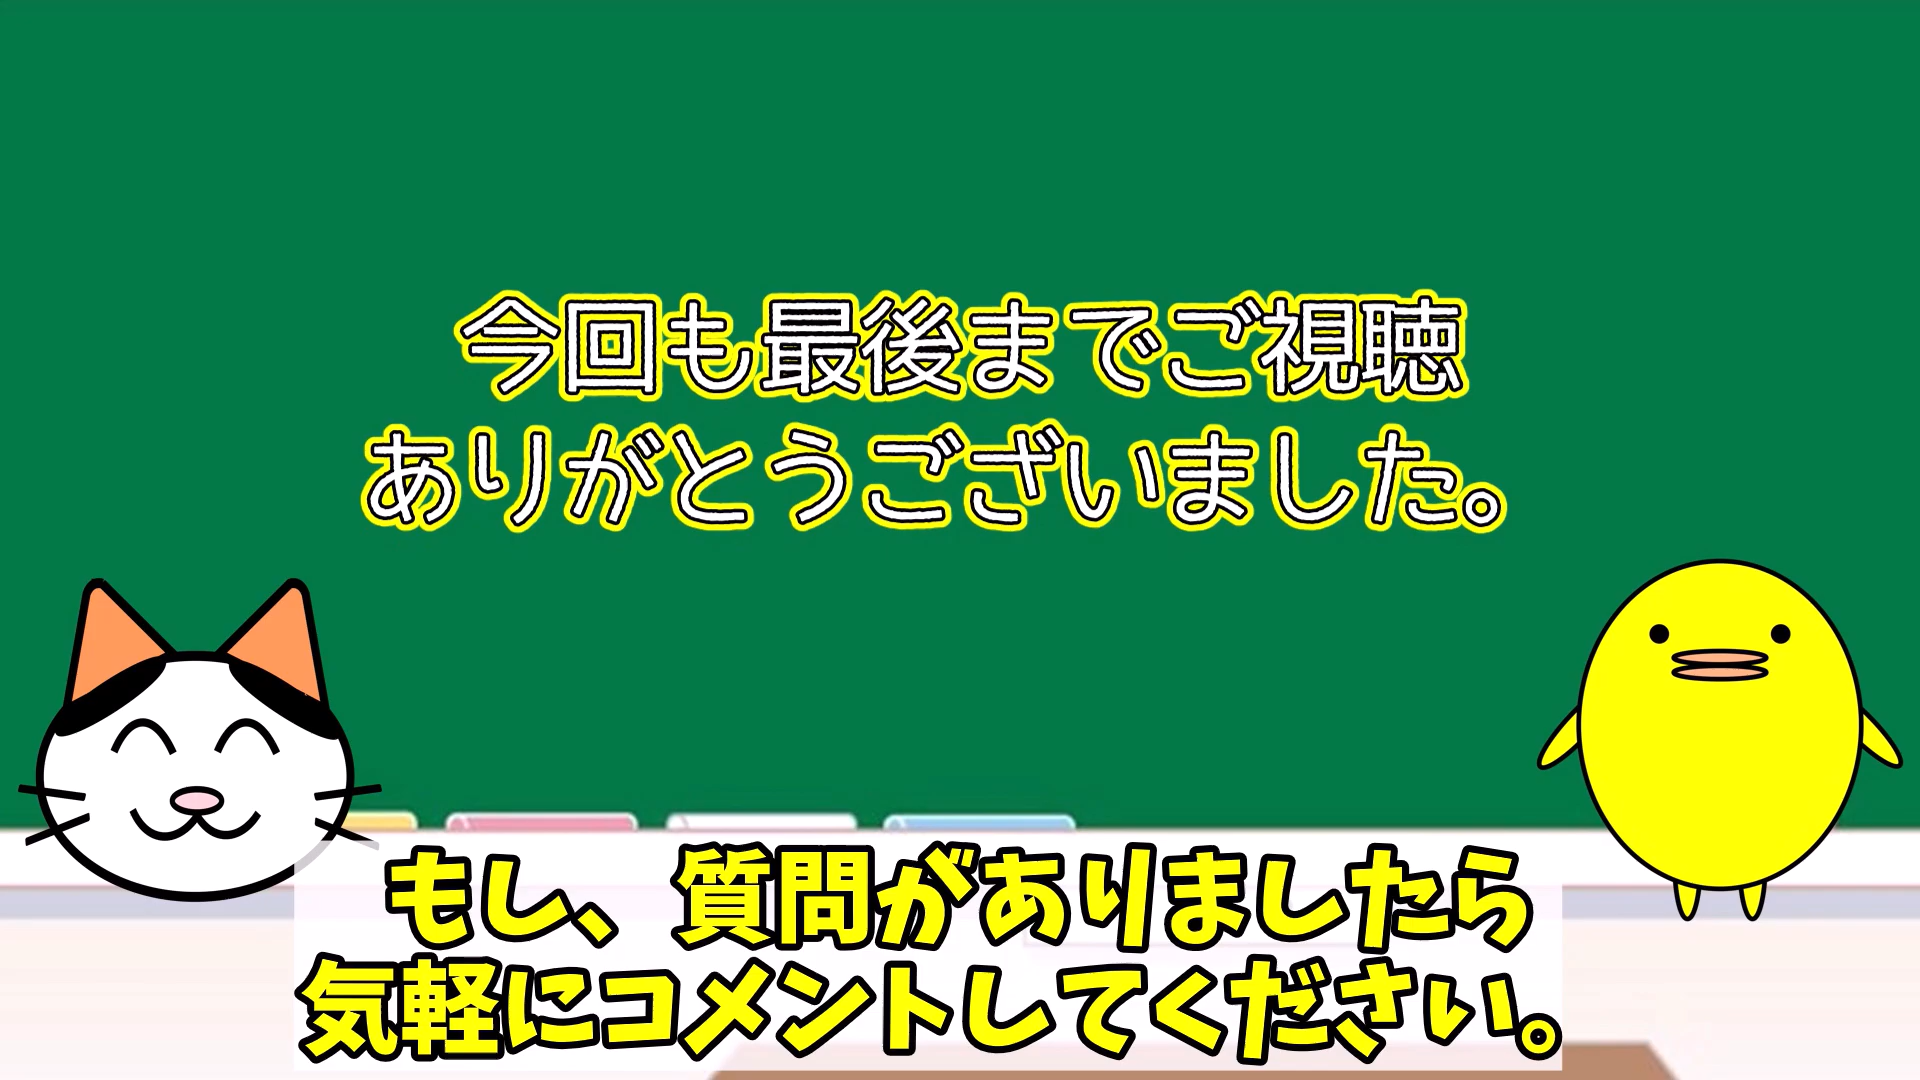 今回も最後までご視聴
ありがとうございました。
もし、質問がありましたら
気軽にコメントしてください。